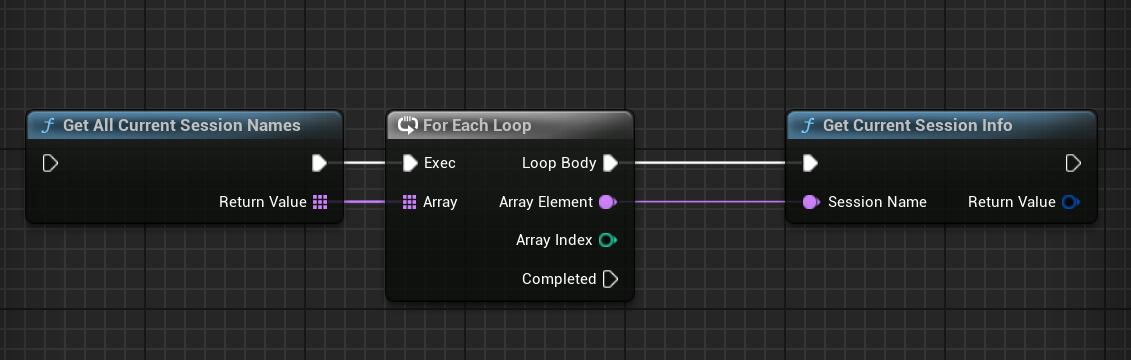 Get All Current Session Names
For Each Loop
Get Current Session Info
Exec
Loop Body
Return Value
Array
Array Element
Session Name
Return Value
Array Index
Completed